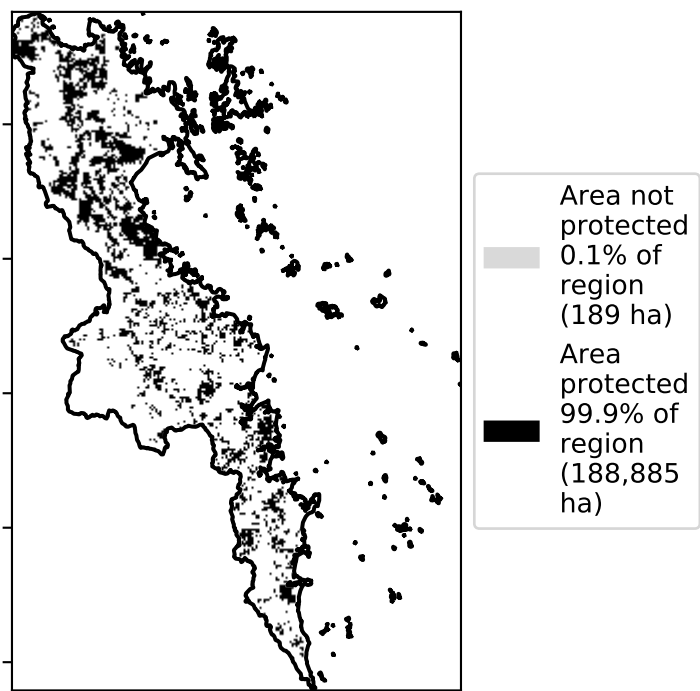 Area not
protected
0.1% of
region
(189 ha)
Area
protected
99.9% of
region
(188,885
ha)